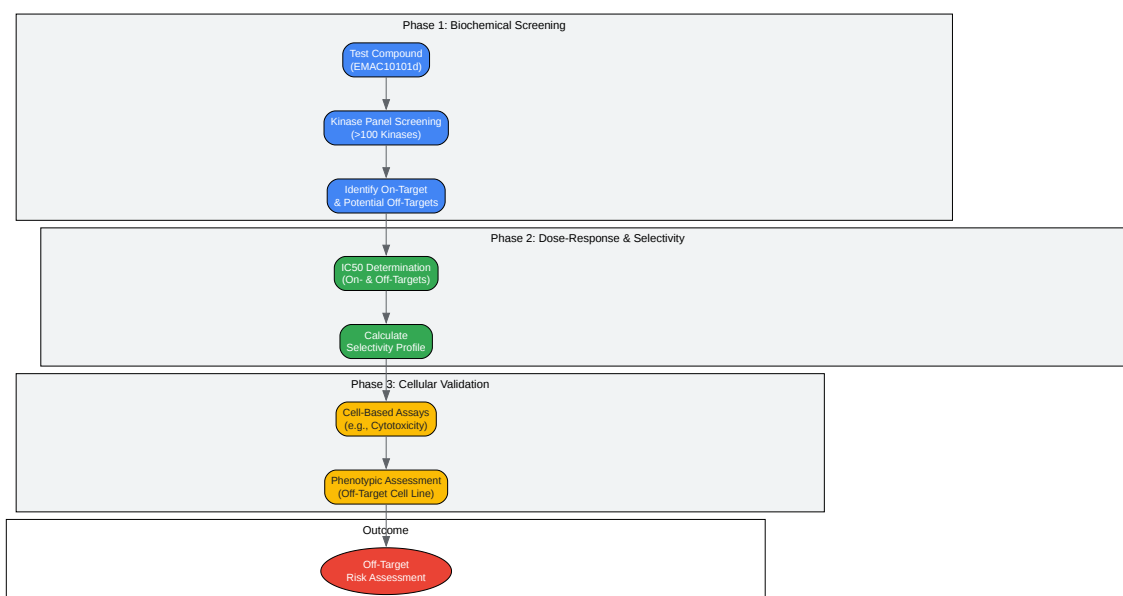 Phase 1: Biochemical Screening
Test Compound
(EMAC10101d)
Kinase Panel Screening
(>100 Kinases)
Identify On-Target
& Potential Off-Targets
Phase 2: Dose-Response & Selectivity
IC50 Determination
(On- & Off-Targets)
Calculate
Selectivity Profile
Phase 3: Cellular Validation
Cell-Based Assays
(e.g., Cytotoxicity)
Phenotypic Assessment
(Off-Target Cell Line)
Outcome
Off-Target
Risk Assessment